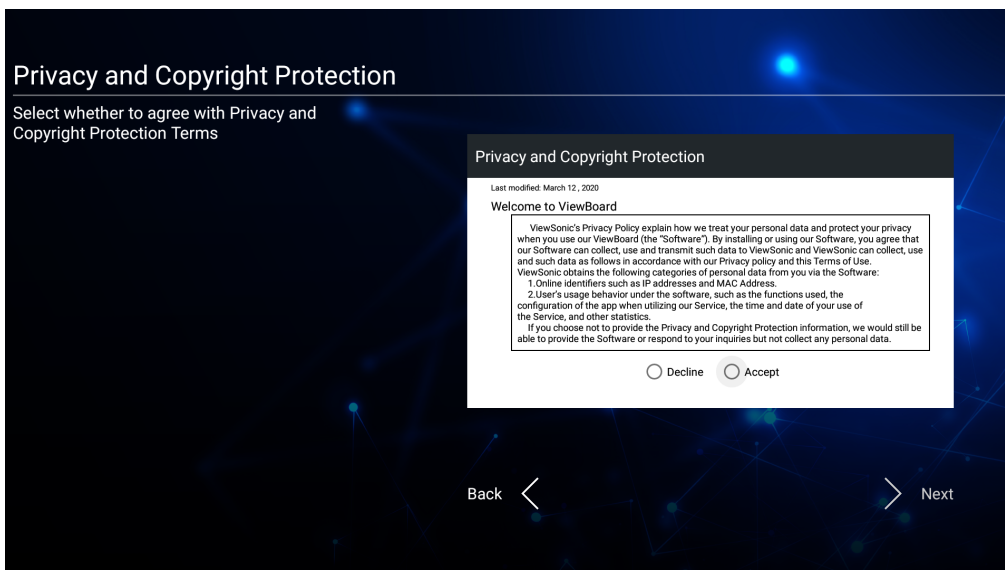 Privacy and Copyright Protection
Select whether to agree with Privacy and
Copyright Protection Terms
Privacy and Copyright Protection
Last modified: March 12 , 2020
Welcome to ViewBoard
ViewSonic's Privacy Policy explain how we treat your personal data and protect your privacy
when you use our ViewBoard (the “Software”). By installing or using our Software, you agree that
our Software can collect, use and transmit such data to ViewSonic and ViewSonic can collect, use
and such data as follows in accordance with our Privacy policy and this Terms of Use.
ViewSonic obtains the following categories of personal data from you via the Software:
1.Online identifiers such as IP addresses and MAC Address.
2.User's usage behavior under the software, such as the functions used, the
configuration of the app when utilizing our Service, the time and date of your use of
the Service, and other statistics.
If you choose not to provide the Privacy and Copyright Protection information, we would still be
able to provide the Software or respond to your inquiries but not collect any personal data.
Decline Accept
Back Next